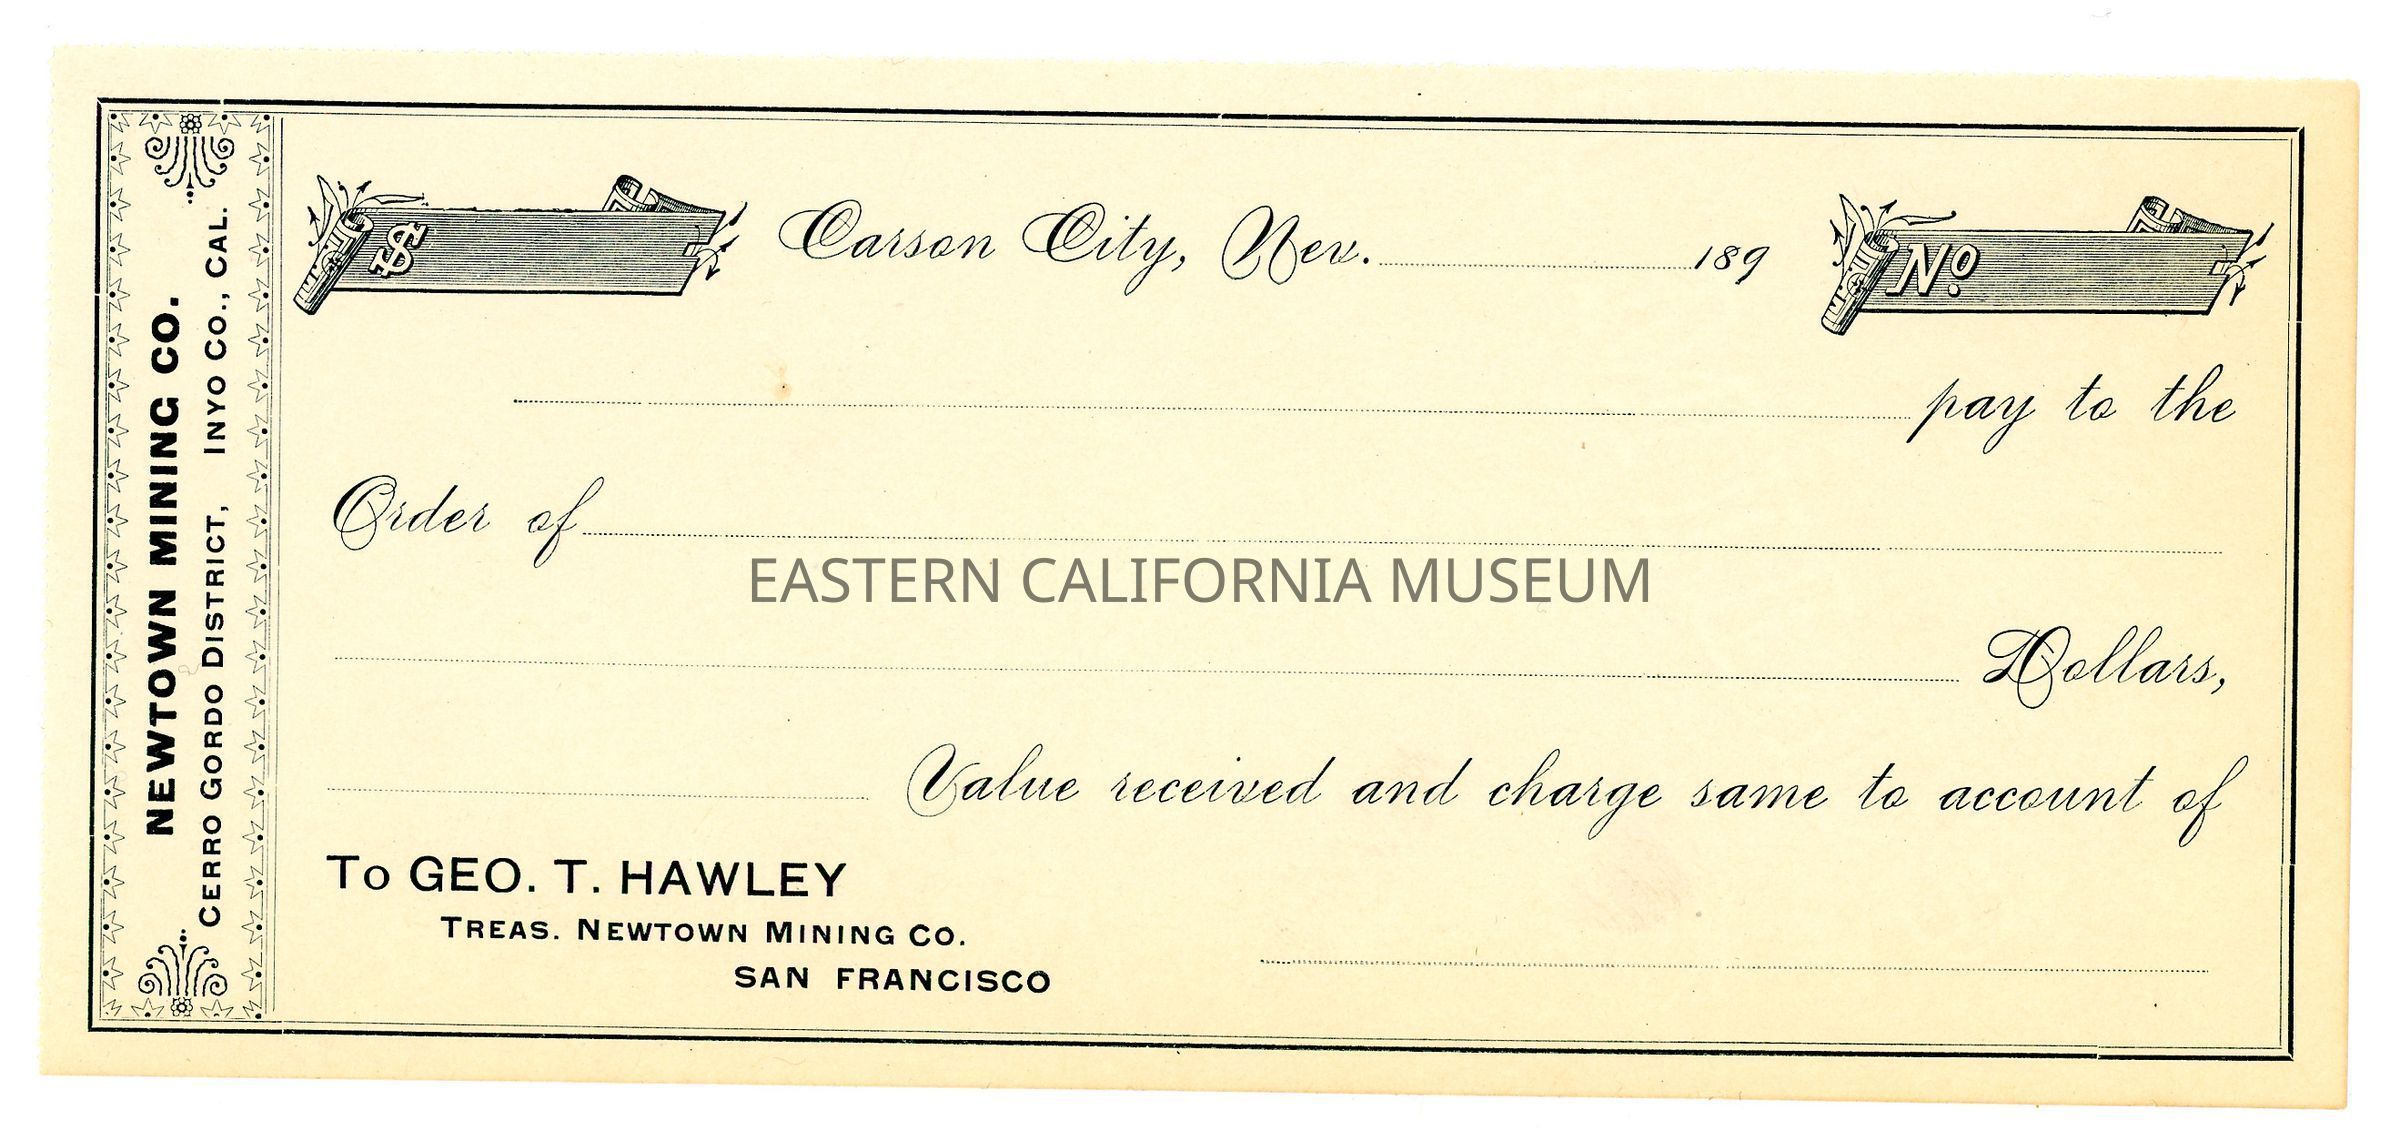 NEWTOWN MINING CO.
CERRO GORDO DISTRICT, INYO CO., CAL.
$ Carson City, Nev. 189 No.
pay to the
Order of
EASTERN CALIFORNIA MUSEUM
Dollars,
Value received and charge same to account of
To GEO. T. HAWLEY
TREAS. NEWTOWN MINING CO.
SAN FRANCISCO